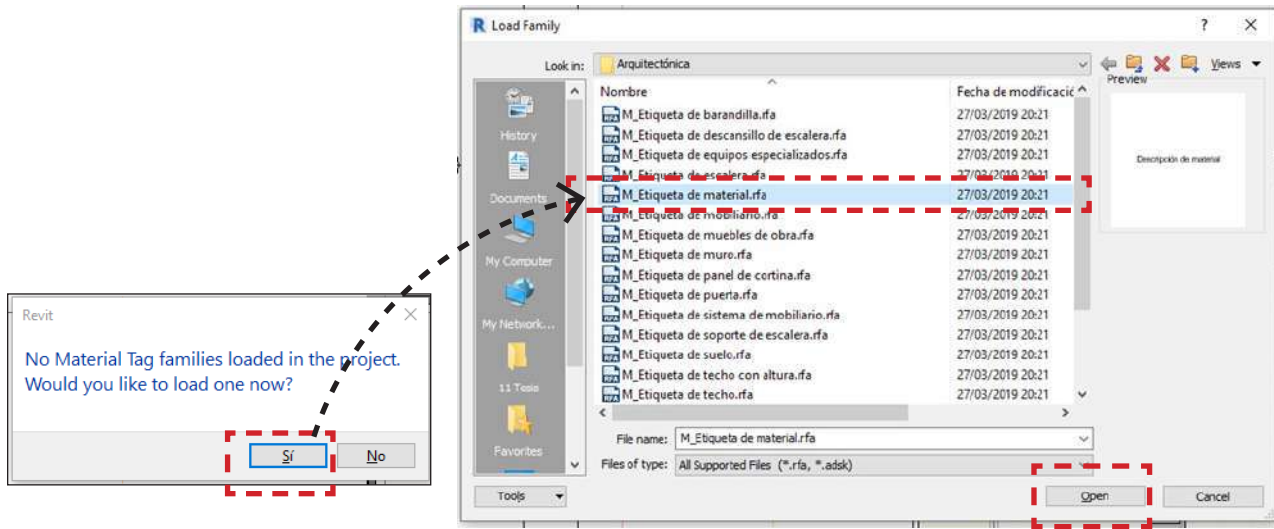 Load Family
Look in:
Arquitectónica
Views
Preview
Nombre
Fecha de modificació
M_Etiqueta de barandilla.rfa
27/03/2019 20:21
M_Etiqueta de descansillo de escalera.rfa
27/03/2019 20:21
M_Etiqueta de equipos especializados.rfa
27/03/2019 20:21
M_Etiqueta de escalera.rfa
27/03/2019 20:21
M_Etiqueta de material.rfa
27/03/2019 20:21
M_Etiqueta de mobiliario.rfa
27/03/2019 20:21
M_Etiqueta de muebles de obra.rfa
27/03/2019 20:21
M_Etiqueta de muro.rfa
27/03/2019 20:21
M_Etiqueta de panel de cortina.rfa
27/03/2019 20:21
M_Etiqueta de puerta.rfa
27/03/2019 20:21
M_Etiqueta de sistema de mobiliario.rfa
27/03/2019 20:21
M_Etiqueta de soporte de escalera.rfa
27/03/2019 20:21
M_Etiqueta de suelo.rfa
27/03/2019 20:21
M_Etiqueta de techo con altura.rfa
27/03/2019 20:21
M_Etiqueta de techo.rfa
27/03/2019 20:21
Descripción de material
History
Documents
My Computer
My Network...
11 Tesis
Favorites
File name:
M_Etiqueta de material.rfa
Files of type:
All Supported Files (*.rfa, *.adsk)
Tools
Open
Cancel
Revit
No Material Tag families loaded in the project.
Would you like to load one now?
Sí
No